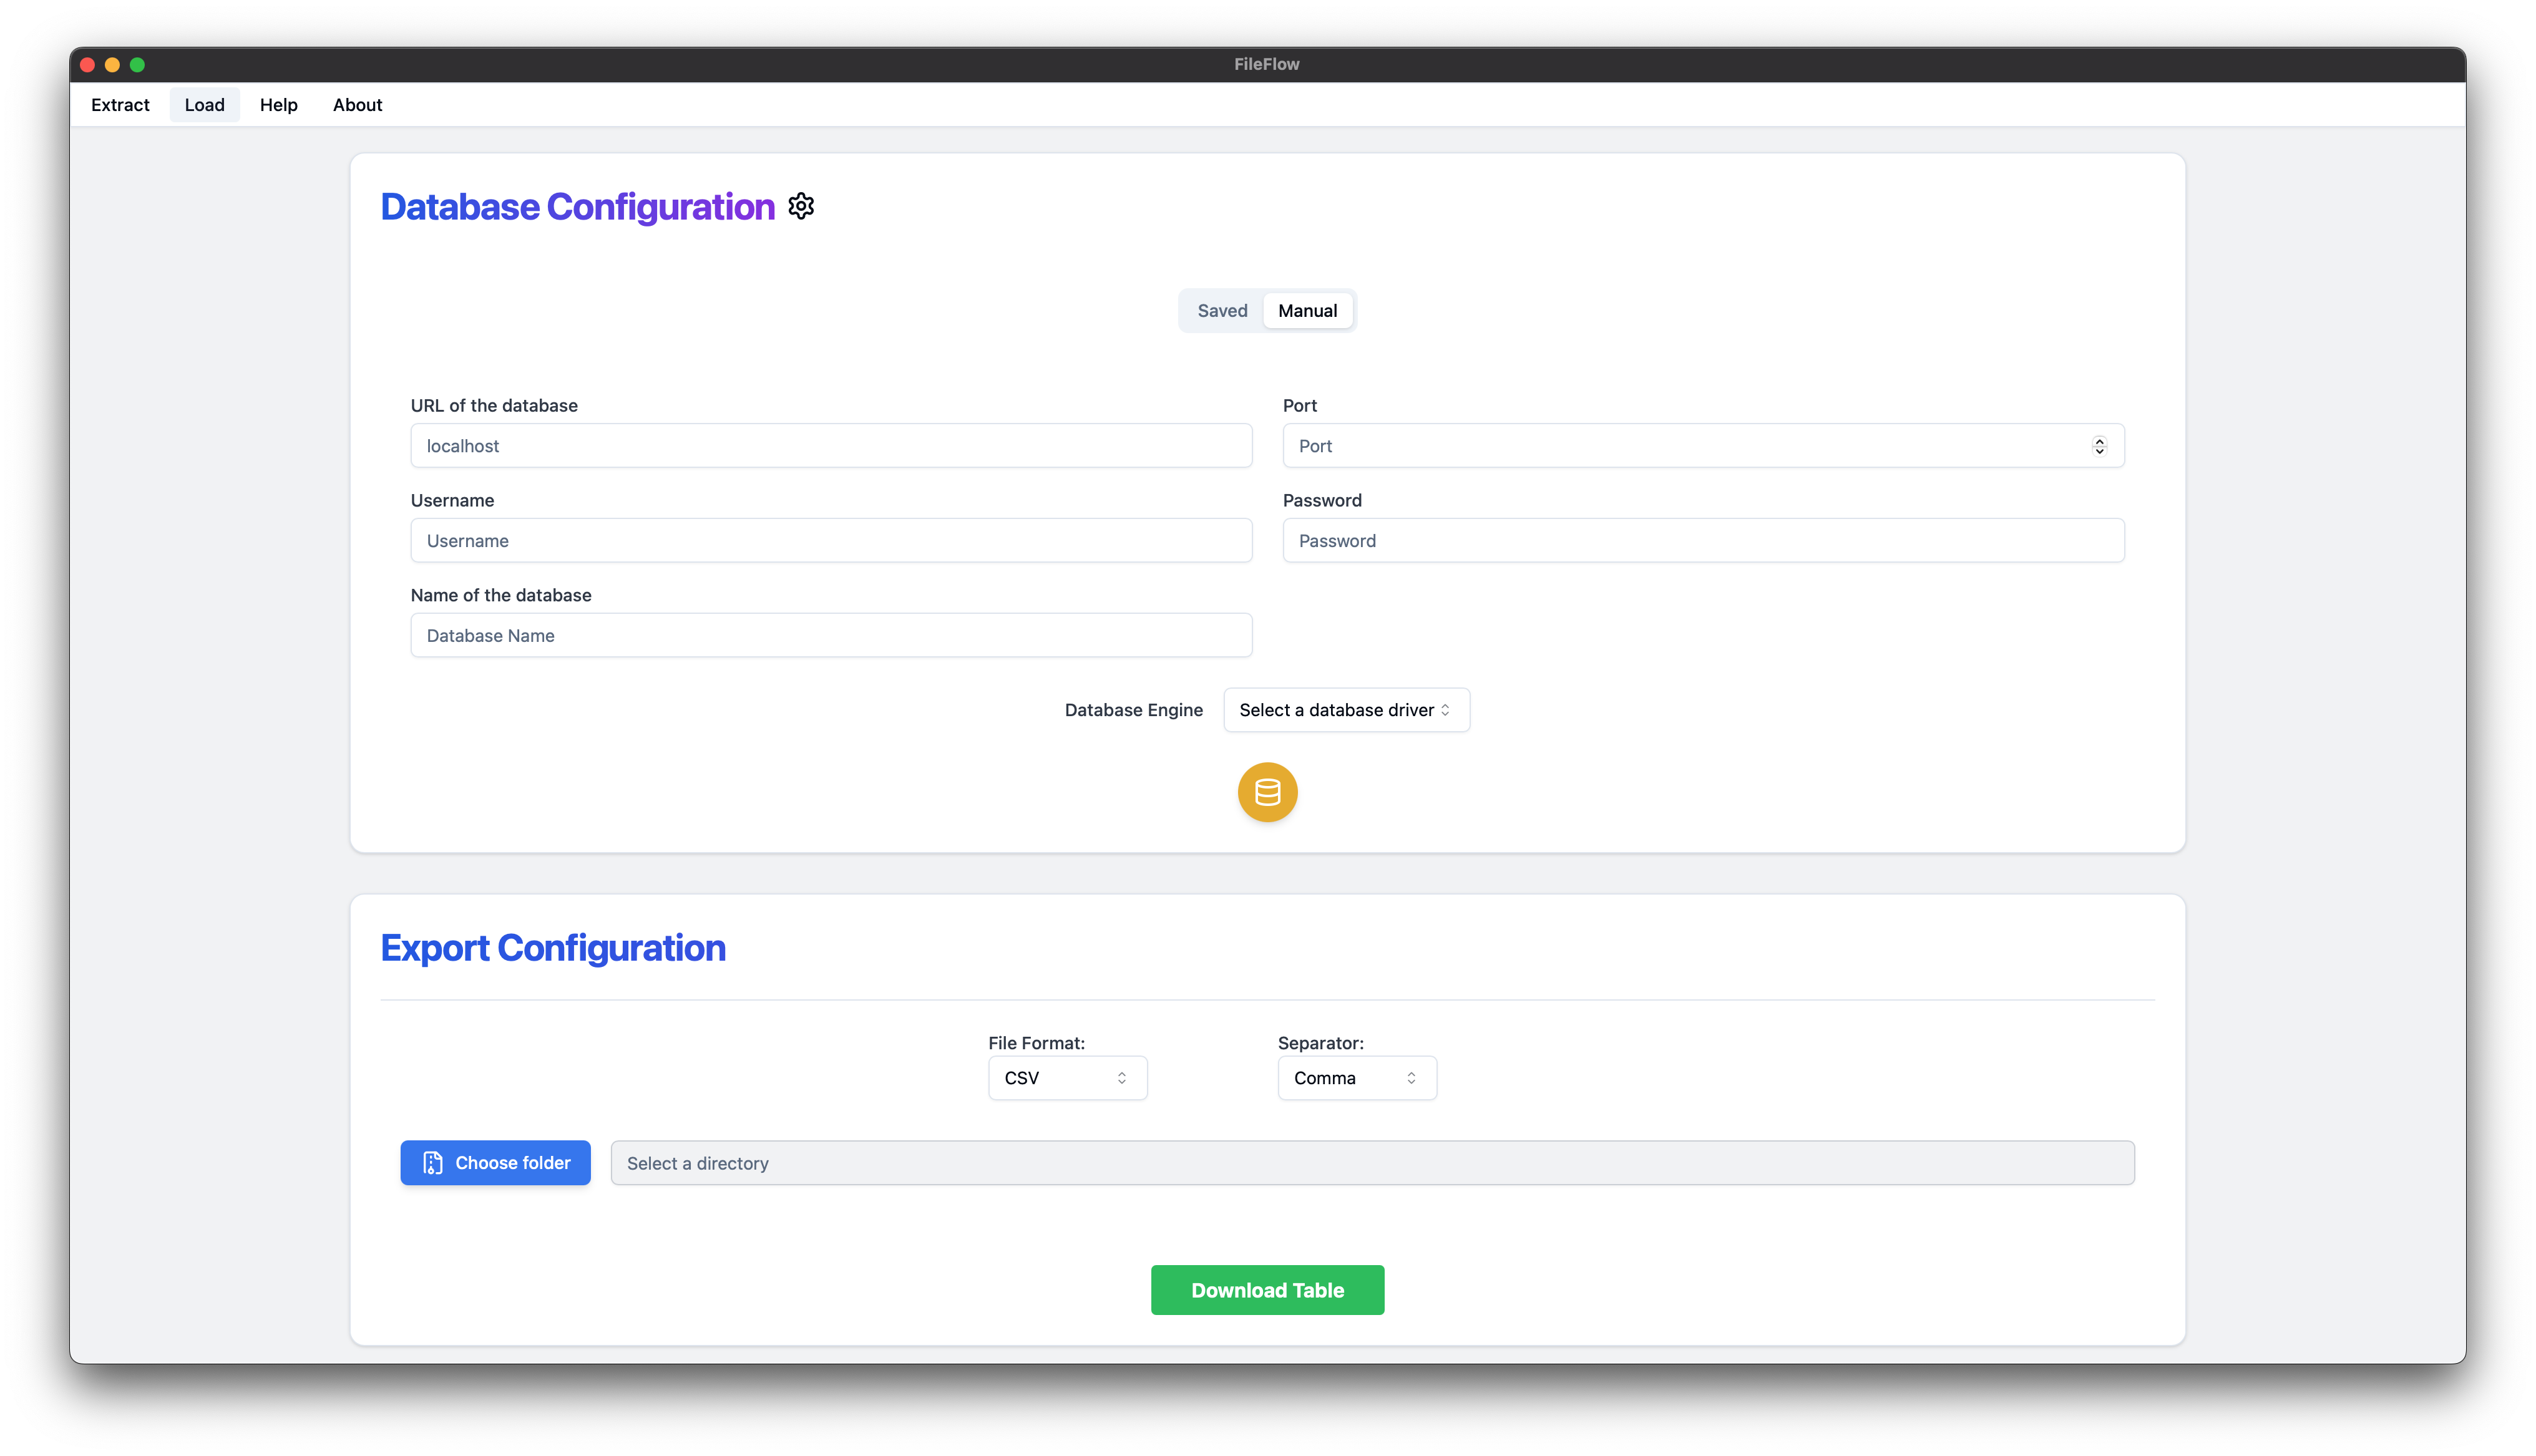 FileFlow
Extract Load Help About
Database Configuration
Saved Manual
URL of the database Port
localhost Port
Username Password
Username Password
Name of the database
Database Name
Database Engine Select a database driver
Export Configuration
File Format: Separator:
CSV Comma
Choose folder Select a directory
Download Table